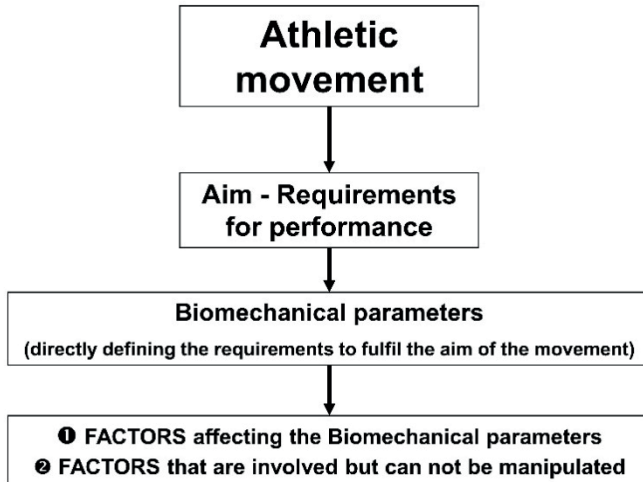 Athletic
movement
Aim - Requirements
for performance
Biomechanical parameters
(directly defining the requirements to fulfil the aim of the movement)
❶ FACTORS affecting the Biomechanical parameters
❷ FACTORS that are involved but can not be manipulated